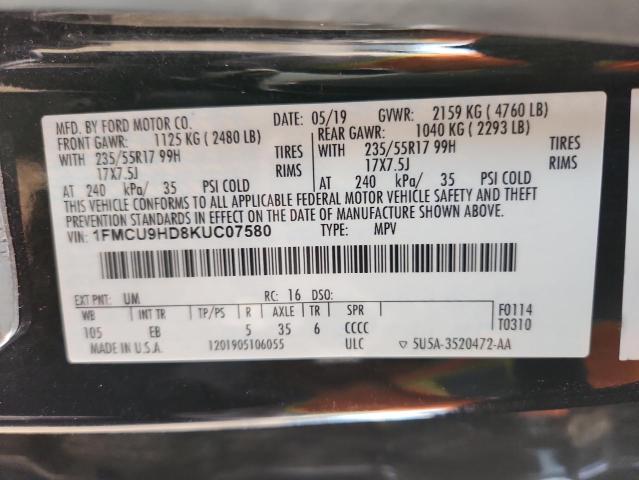 MFD. BY FORD MOTOR CO. DATE: 05/19 GVWR: 2159 KG (4760 LB)
FRONT GAWR: 1125 KG (2480 LB) REAR GAWR: 1040 KG (2293 LB)
WITH 235/55R17 99H TIRES WITH 235/55R17 99H TIRES
17X7.5J RIMS 17X7.5J RIMS
AT 240 kPa/ 35 PSI COLD AT 240 kPa/ 35 PSI COLD
THIS VEHICLE CONFORMS TO ALL APPLICABLE FEDERAL MOTOR VEHICLE SAFETY AND THEFT
PREVENTION STANDARDS IN EFFECT ON THE DATE OF MANUFACTURE SHOWN ABOVE.
VIN: 1FMCU9HD8KUC07580 TYPE: MPV
EXT PNT: UM RC: 16 DSO:
WB INT TR TP/PS R AXLE TR SPR F0114
105 EB 5 35 6 CCCC T0310
MADE IN U.S.A. 1201905106055 ULC ▽ 5U5A-3520472-AA